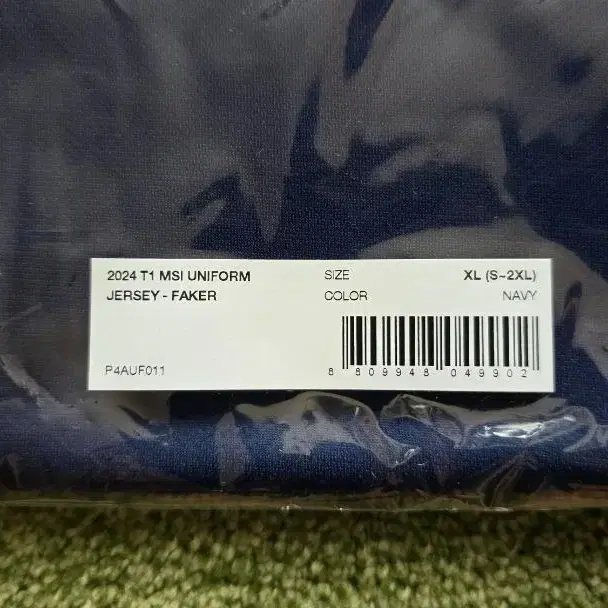 2024 T1 MSI UNIFORM
JERSEY - FAKER
SIZE XL (S~2XL)
COLOR NAVY
P4AUF011
8 809948 049902